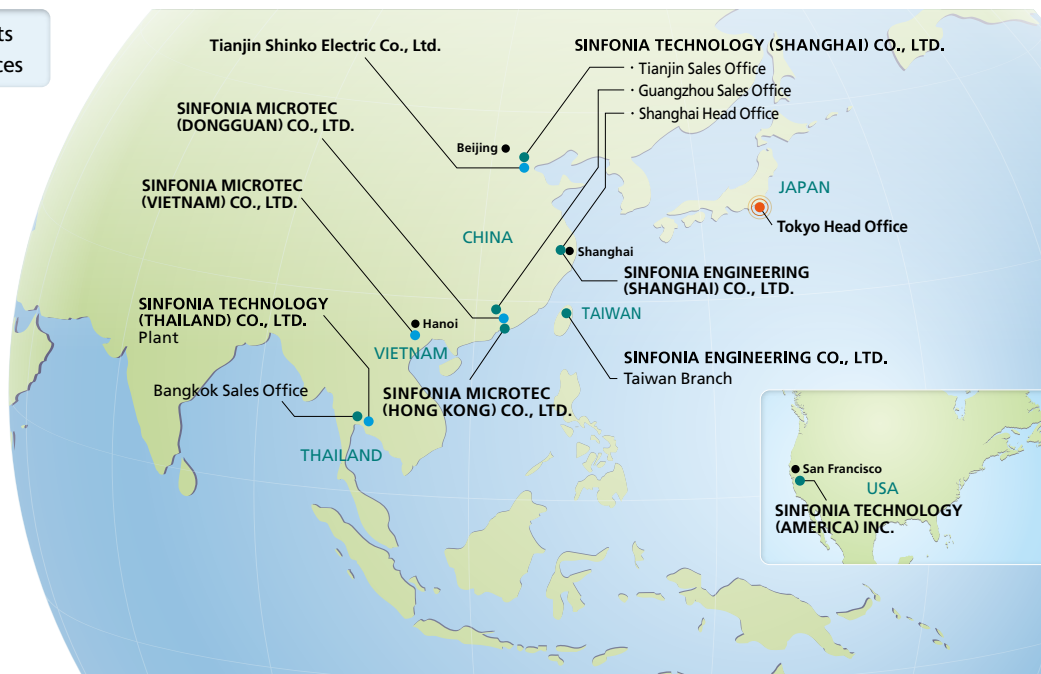 ts
ces
Tianjin Shinko Electric Co., Ltd.
SINFONIA TECHNOLOGY (SHANGHAI) CO., LTD.
· Tianjin Sales Office
· Guangzhou Sales Office
· Shanghai Head Office
SINFONIA MICROTEC
(DONGGUAN) CO., LTD.
Beijing
SINFONIA MICROTEC
(VIETNAM) CO., LTD.
JAPAN
Tokyo Head Office
CHINA
Shanghai
SINFONIA ENGINEERING
(SHANGHAI) CO., LTD.
SINFONIA TECHNOLOGY
(THAILAND) CO., LTD.
Plant
Hanoi
TAIWAN
VIETNAM
SINFONIA ENGINEERING CO., LTD.
Taiwan Branch
Bangkok Sales Office
SINFONIA MICROTEC
(HONG KONG) CO., LTD.
THAILAND
San Francisco
USA
SINFONIA TECHNOLOGY
(AMERICA) INC.